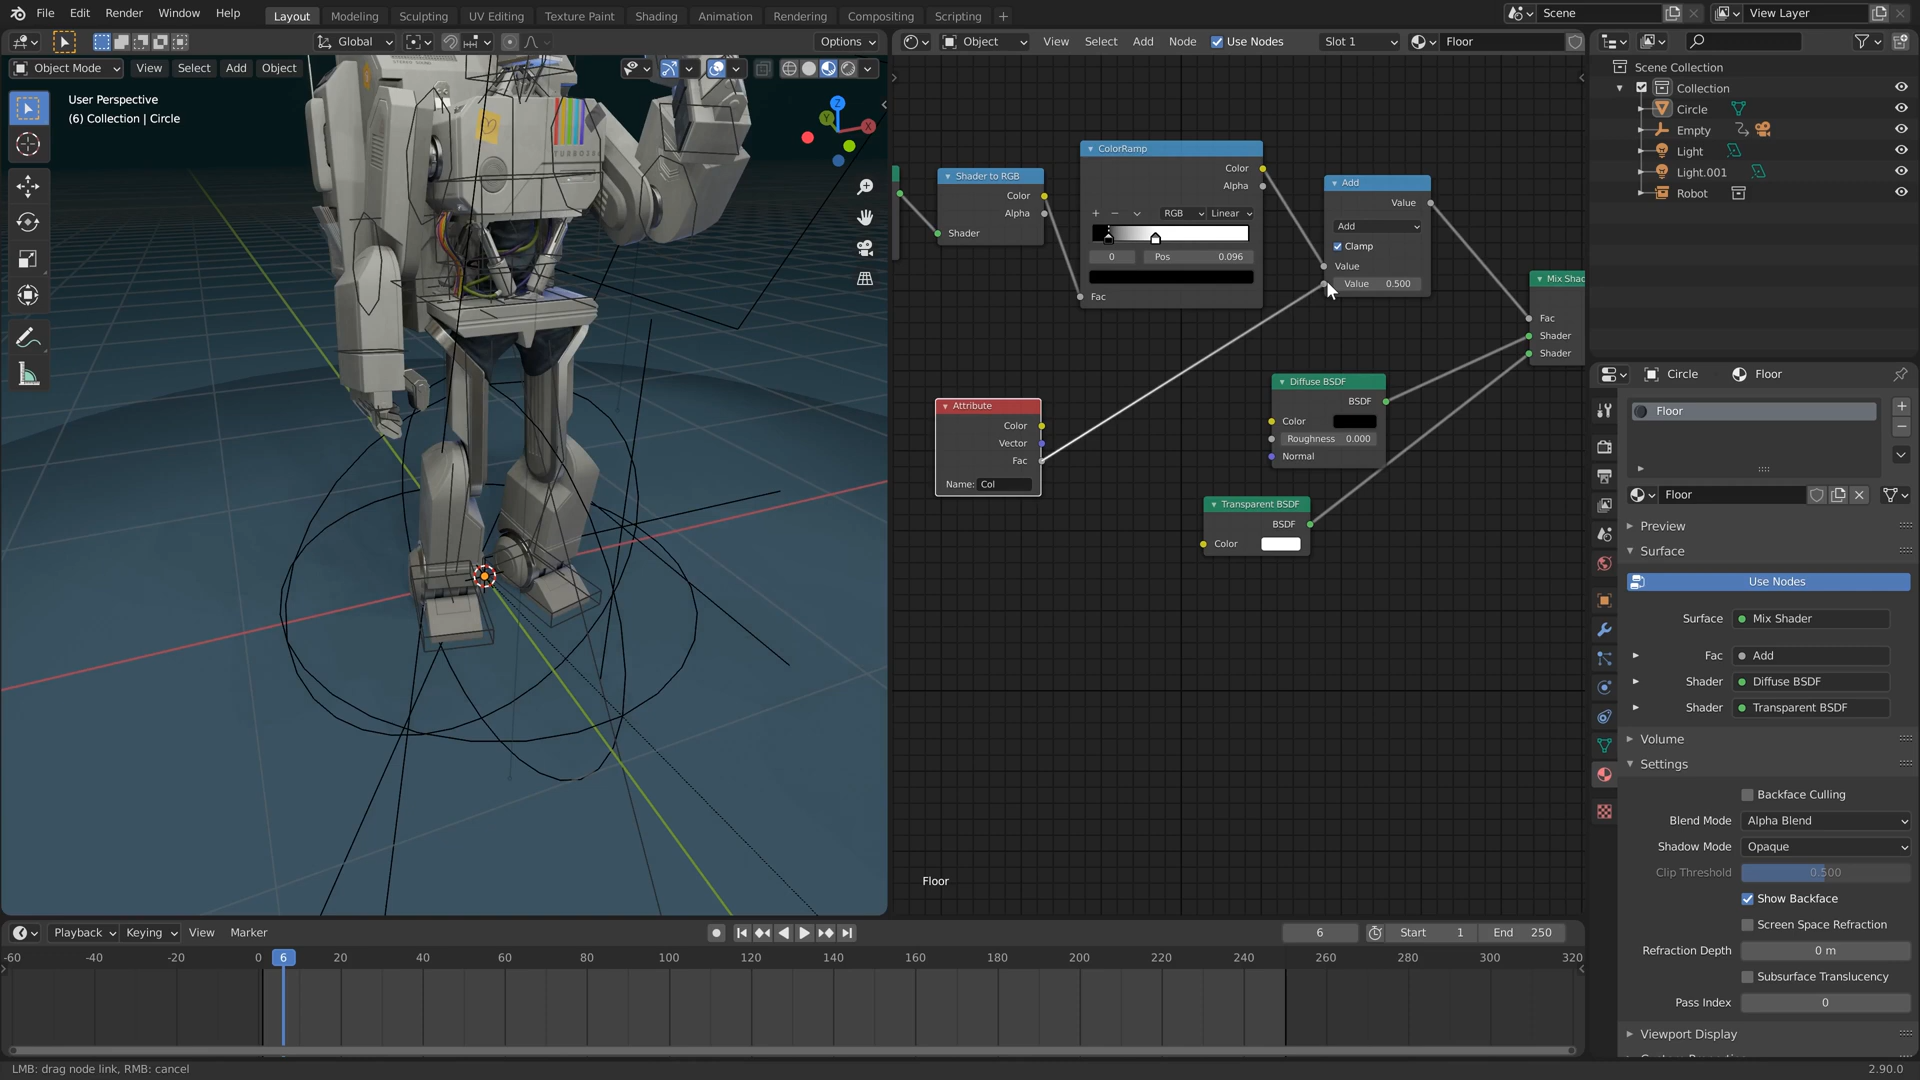 File Edit Render Window Help
Layout Modeling Sculpting UV Editing Texture Paint Shading Animation Rendering Compositing Scripting +
Scene
View Layer
Global
Options
Object
View Select Add Node
Use Nodes
Slot 1
Floor
Object Mode
View Select Add Object
User Perspective
(6) Collection | Circle
TURBOSQ
Z
Y
X
Shader to RGB
Color
Alpha
Shader
ColorRamp
Color
Alpha
RGB
Linear
0
Pos 0.096
Fac
Add
Value
Add
Clamp
Value
Value 0.500
Mix Shad
Fac
Shader
Shader
Attribute
Color
Vector
Fac
Name: Col
Diffuse BSDF
BSDF
Color
Roughness 0.000
Normal
Transparent BSDF
BSDF
Color
Floor
Scene Collection
Collection
Circle
Empty
Light
Light.001
Robot
Circle
Floor
Floor
Floor
Preview
Surface
Use Nodes
Surface Mix Shader
Fac Add
Shader Diffuse BSDF
Shader Transparent BSDF
Volume
Settings
Backface Culling
Blend Mode Alpha Blend
Shadow Mode Opaque
Clip Threshold 0.500
Show Backface
Screen Space Refraction
Refraction Depth 0 m
Subsurface Translucency
Pass Index 0
Viewport Display
Playback Keying View Marker
6
Start 1
End 250
-60 -40 -20 0 6 20 40 60 80 100 120 140 160 180 200 220 240 260 280 300 320
LMB: drag node link, RMB: cancel
2.90.0